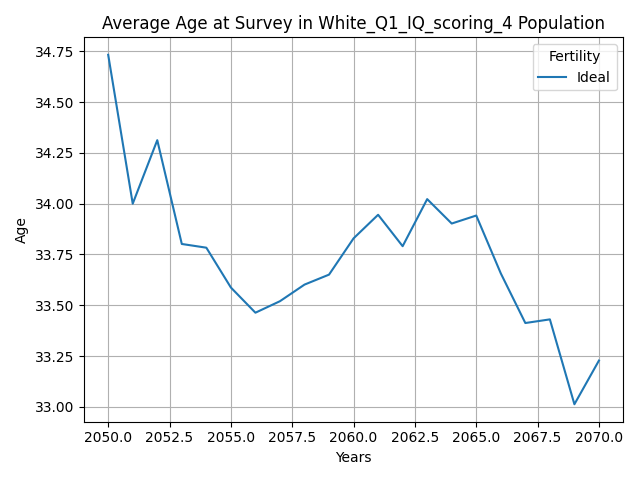 Average Age at Survey in White_Q1_IQ_scoring_4 Population
Fertility
Ideal
34.75
34.50
34.25
34.00
33.75
33.50
33.25
33.00
Age
2050.0 2052.5 2055.0 2057.5 2060.0 2062.5 2065.0 2067.5 2070.0
Years